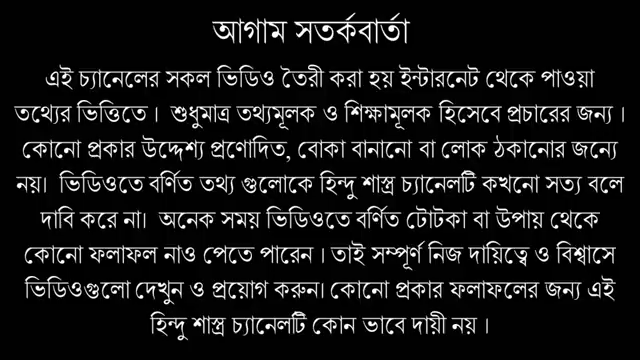 আগাম সতর্কবার্তা
এই চ্যানেলের সকল ভিডিও তৈরী করা হয় ইন্টারনেট থেকে পাওয়া
তথ্যের ভিত্তিতে। শুধুমাত্র তথ্যমূলক ও শিক্ষামূলক হিসেবে প্রচারের জন্য।
কোনো প্রকার উদ্দেশ্য প্রণোদিত, বোকা বানানো বা লোক ঠকানোর জন্যে
নয়। ভিডিওতে বর্ণিত তথ্য গুলোকে হিন্দু শাস্ত্র চ্যানেলটি কখনো সত্য বলে
দাবি করে না। অনেক সময় ভিডিওতে বর্ণিত টোটকা বা উপায় থেকে
কোনো ফলাফল নাও পেতে পারেন। তাই সম্পূর্ণ নিজ দায়িত্বে ও বিশ্বাসে
ভিডিওগুলো দেখুন ও প্রয়োগ করুন। কোনো প্রকার ফলাফলের জন্য এই
হিন্দু শাস্ত্র চ্যানেলটি কোন ভাবে দায়ী নয়।